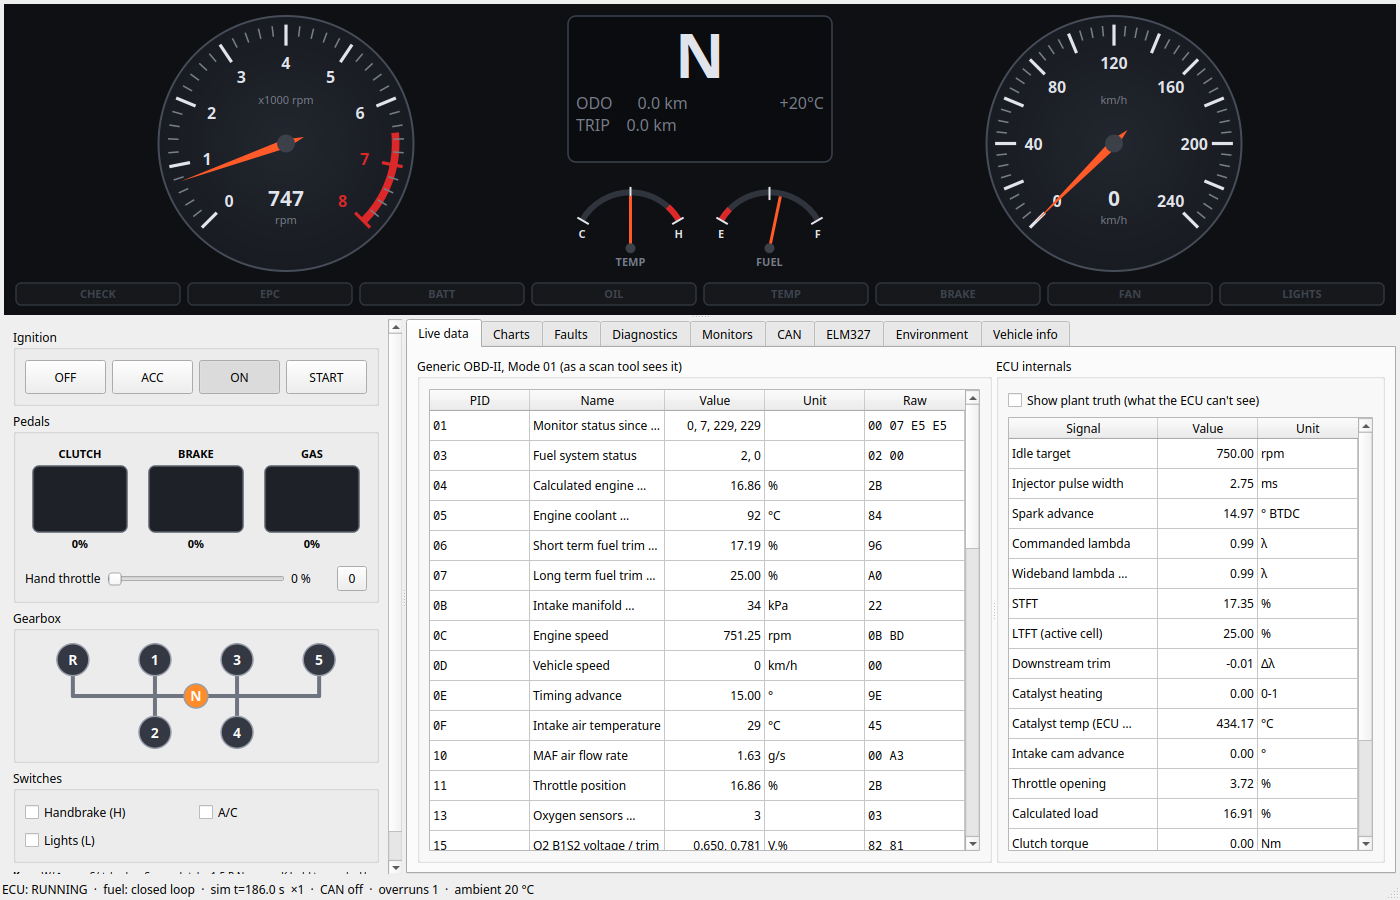 0 1 2 3 4 5 6 7 8
x1000 rpm
747
rpm
N
ODO 0.0 km +20°C
TRIP 0.0 km
C H
TEMP
E F
FUEL
0 40 80 120 160 200 240
km/h
0
km/h
CHECK EPC BATT OIL TEMP BRAKE FAN LIGHTS
Ignition
OFF ACC ON START
Pedals
CLUTCH BRAKE GAS
0% 0% 0%
Hand throttle 0 % 0
Gearbox
R 1 3 5
N
2 4
Switches
Handbrake (H) A/C
Lights (L)
Live data Charts Faults Diagnostics Monitors CAN ELM327 Environment Vehicle info
Generic OBD-II, Mode 01 (as a scan tool sees it)
PID Name Value Unit Raw
01 Monitor status since ... 0, 7, 229, 229 00 07 E5 E5
03 Fuel system status 2, 0 02 00
04 Calculated engine ... 16.86 % 2B
05 Engine coolant ... 92 °C 84
06 Short term fuel trim ... 17.19 % 96
07 Long term fuel trim ... 25.00 % A0
0B Intake manifold ... 34 kPa 22
0C Engine speed 751.25 rpm 0B BD
0D Vehicle speed 0 km/h 00
0E Timing advance 15.00 ° 9E
0F Intake air temperature 29 °C 45
10 MAF air flow rate 1.63 g/s 00 A3
11 Throttle position 16.86 % 2B
13 Oxygen sensors ... 3 03
15 O2 B1S2 voltage / trim 0.650, 0.781 V,% 82 81
ECU internals
Show plant truth (what the ECU can't see)
Signal Value Unit
Idle target 750.00 rpm
Injector pulse width 2.75 ms
Spark advance 14.97 ° BTDC
Commanded lambda 0.99 λ
Wideband lambda ... 0.99 λ
STFT 17.35 %
LTFT (active cell) 25.00 %
Downstream trim -0.01 Δλ
Catalyst heating 0.00 0-1
Catalyst temp (ECU ... 434.17 °C
Intake cam advance 0.00 °
Throttle opening 3.72 %
Calculated load 16.91 %
Clutch torque 0.00 Nm
ECU: RUNNING · fuel: closed loop · sim t=186.0 s ×1 · CAN off · overruns 1 · ambient 20 °C